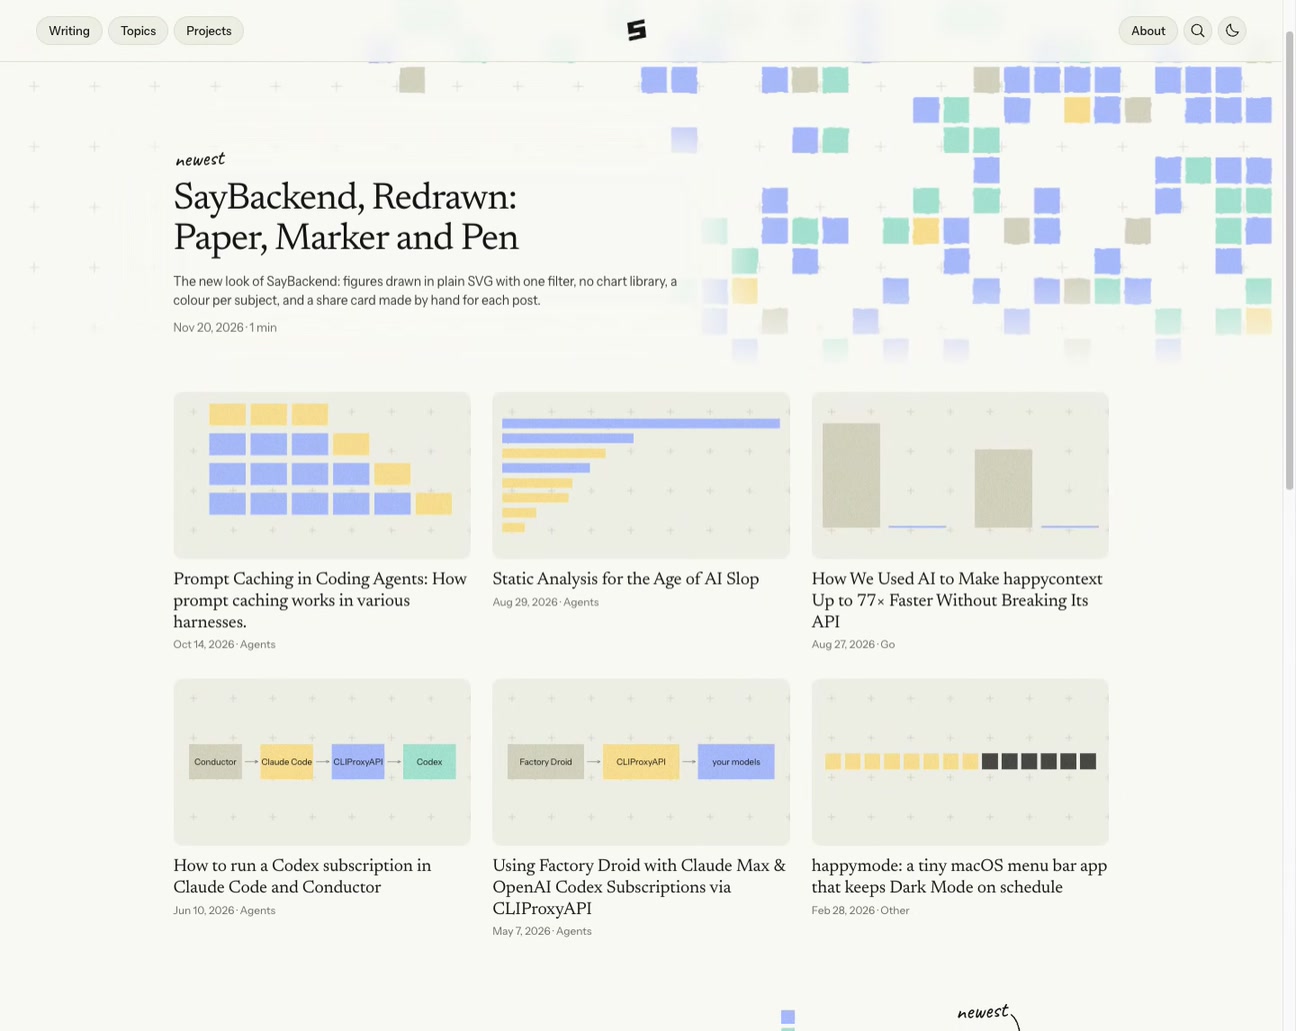 Writing
Topics
Projects
About
newest
SayBackend, Redrawn:
Paper, Marker and Pen
The new look of SayBackend: figures drawn in plain SVG with one filter, no chart library, a
colour per subject, and a share card made by hand for each post.
Nov 20, 2026 · 1 min
Prompt Caching in Coding Agents: How
prompt caching works in various
harnesses.
Oct 14, 2026 · Agents
Static Analysis for the Age of AI Slop
Aug 29, 2026 · Agents
How We Used AI to Make happycontext
Up to 77× Faster Without Breaking Its
API
Aug 27, 2026 · Go
Conductor
Claude Code
CLIProxyAPI
Codex
How to run a Codex subscription in
Claude Code and Conductor
Jun 10, 2026 · Agents
Factory Droid
CLIProxyAPI
your models
Using Factory Droid with Claude Max &
OpenAI Codex Subscriptions via
CLIProxyAPI
May 7, 2026 · Agents
happymode: a tiny macOS menu bar app
that keeps Dark Mode on schedule
Feb 28, 2026 · Other
newest